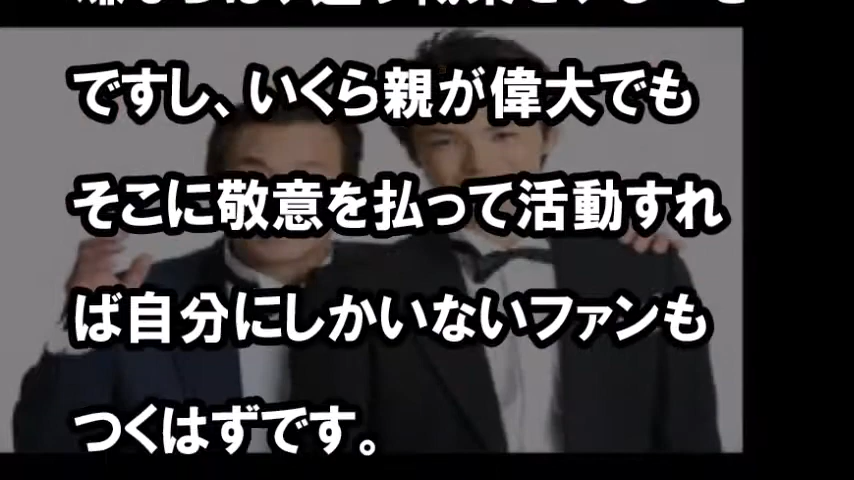 ですし、いくら親が偉大でも
そこに敬意を払って活動すれ
ば自分にしかいないファンも
つくはずです。